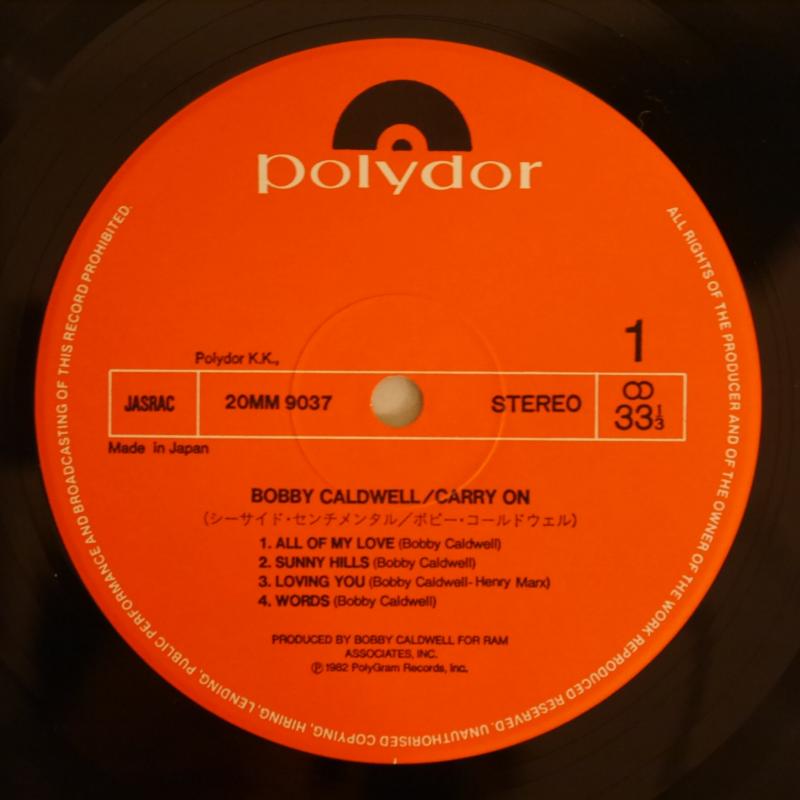 polydor
ALL RIGHTS OF THE PRODUCER AND OF THE OWNER OF THE WORK REPRODUCED RESERVED. UNAUTHORISED COPYING, HIRING, LENDING, PUBLIC PERFORMANCE AND BROADCASTING OF THIS RECORD PROHIBITED.
1
Polydor K.K.,
JASRAC
20MM 9037
STEREO
33 1/3
Made in Japan
BOBBY CALDWELL/CARRY ON
(シーサイド・センチメンタル/ボビー・コールドウェル)
1. ALL OF MY LOVE (Bobby Caldwell)
2. SUNNY HILLS (Bobby Caldwell)
3. LOVING YOU (Bobby Caldwell-Henry Marx)
4. WORDS (Bobby Caldwell)
PRODUCED BY BOBBY CALDWELL FOR RAM
ASSOCIATES, INC.
℗ 1982 PolyGram Records, Inc.